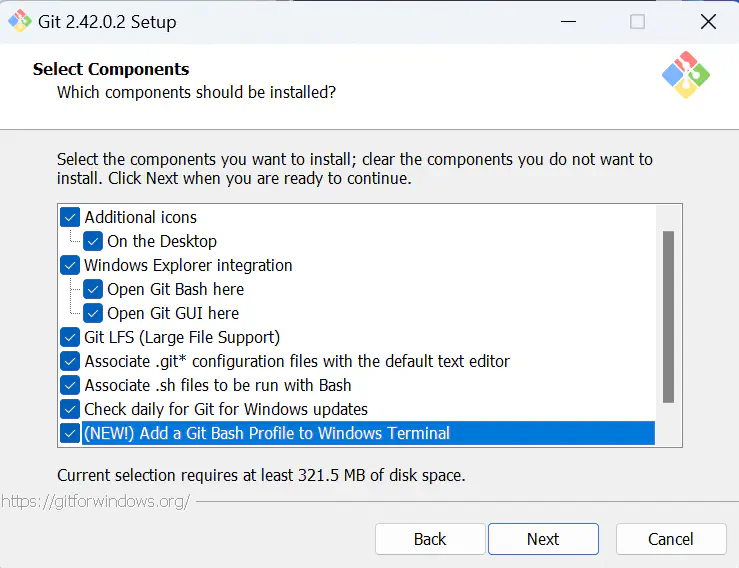 Git 2.42.0.2 Setup
Select Components
Which components should be installed?
Select the components you want to install; clear the components you do not want to
install. Click Next when you are ready to continue.
Additional icons
On the Desktop
Windows Explorer integration
Open Git Bash here
Open Git GUI here
Git LFS (Large File Support)
Associate .git* configuration files with the default text editor
Associate .sh files to be run with Bash
Check daily for Git for Windows updates
(NEW!) Add a Git Bash Profile to Windows Terminal
Current selection requires at least 321.5 MB of disk space.
https://gitforwindows.org/
Back Next Cancel